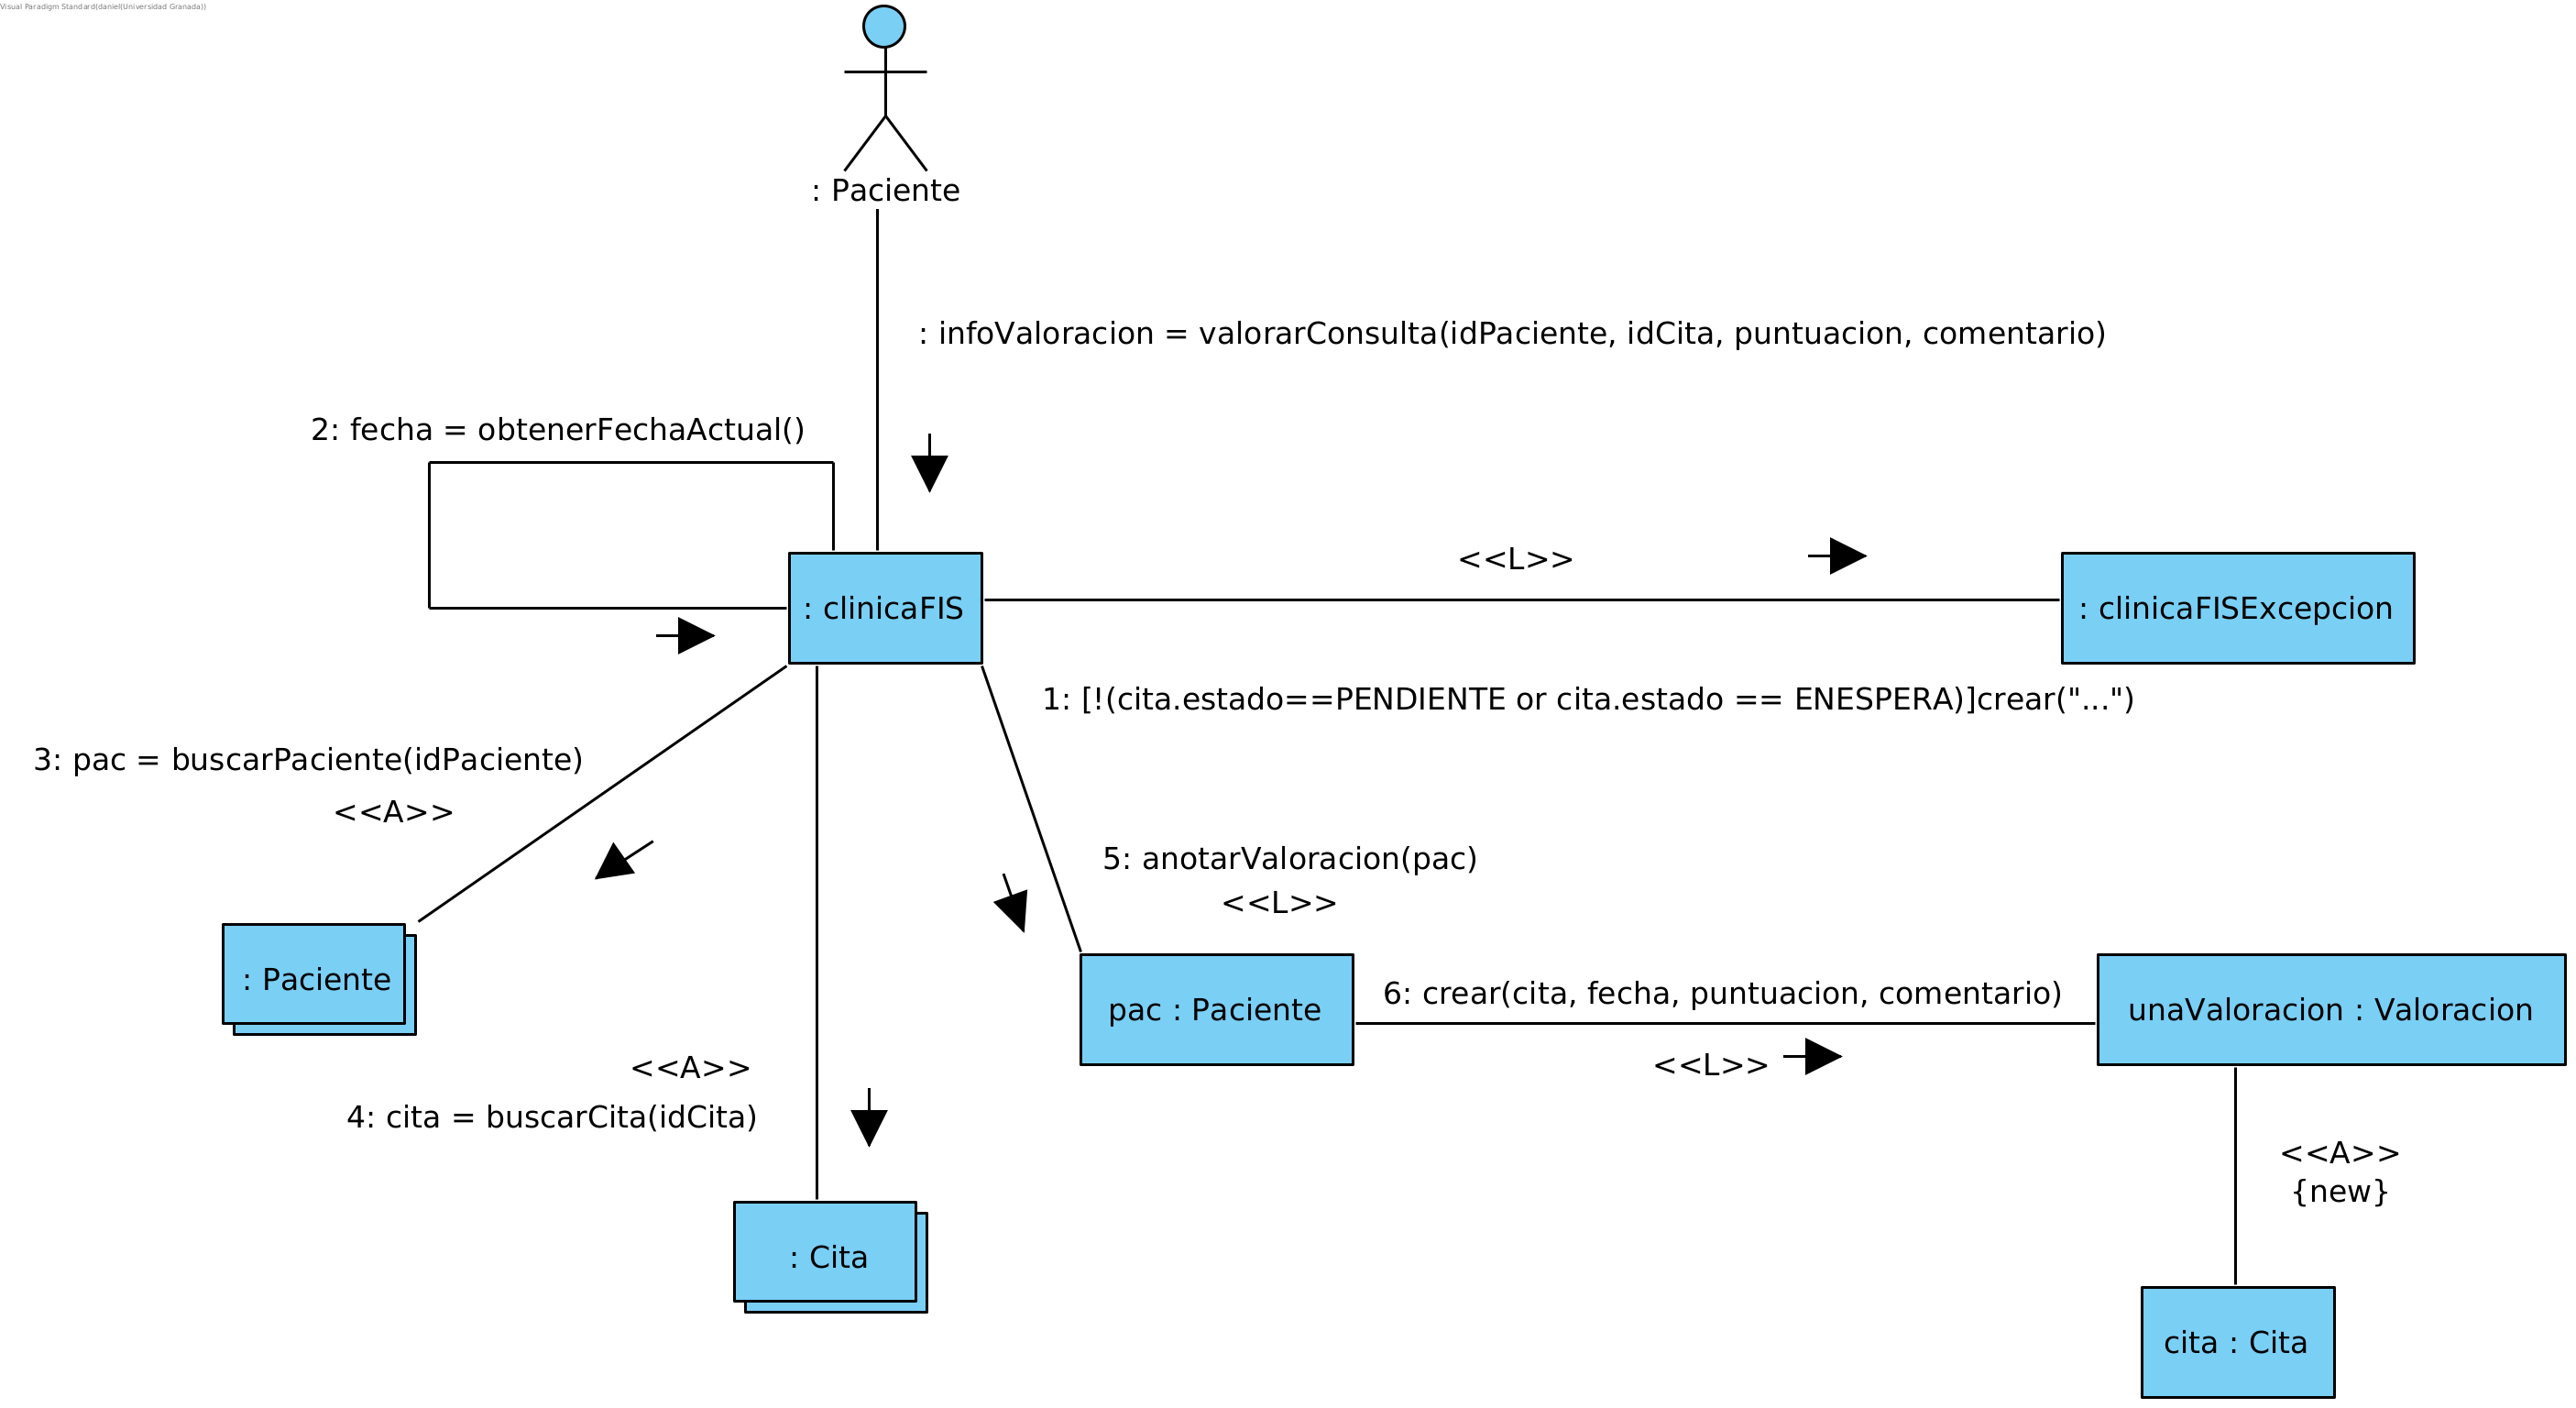 Visual Paradigm Standard(daniel(Universidad Granada))
: Paciente
: infoValoracion = valorarConsulta(idPaciente, idCita, puntuacion, comentario)
2: fecha = obtenerFechaActual()
<<L>>
: clinicaFIS
: clinicaFISExcepcion
1: [!(cita.estado==PENDIENTE or cita.estado == ENESPERA)]crear("...")
3: pac = buscarPaciente(idPaciente)
<<A>>
5: anotarValoracion(pac)
<<L>>
: Paciente
6: crear(cita, fecha, puntuacion, comentario)
pac : Paciente
unaValoracion : Valoracion
<<L>>
<<A>>
4: cita = buscarCita(idCita)
<<A>>
{new}
: Cita
cita : Cita